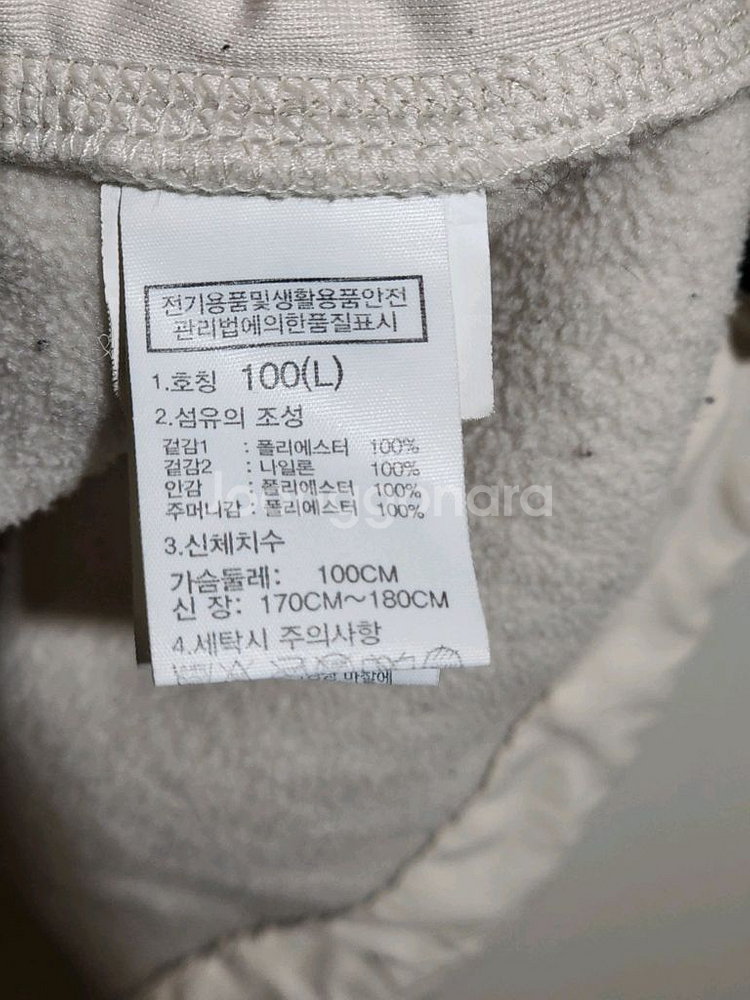 전기용품및생활용품안전
관리법에의한품질표시
1.호칭 100(L)
2.섬유의 조성
겉감1 : 폴리에스터 100%
겉감2 : 나일론 100%
안감 : 폴리에스터 100%
주머니감 : 폴리에스터 100%
Joonggonara
3.신체치수
가슴둘레: 100CM
신 장: 170CM~180CM
4.세탁시 주의사항